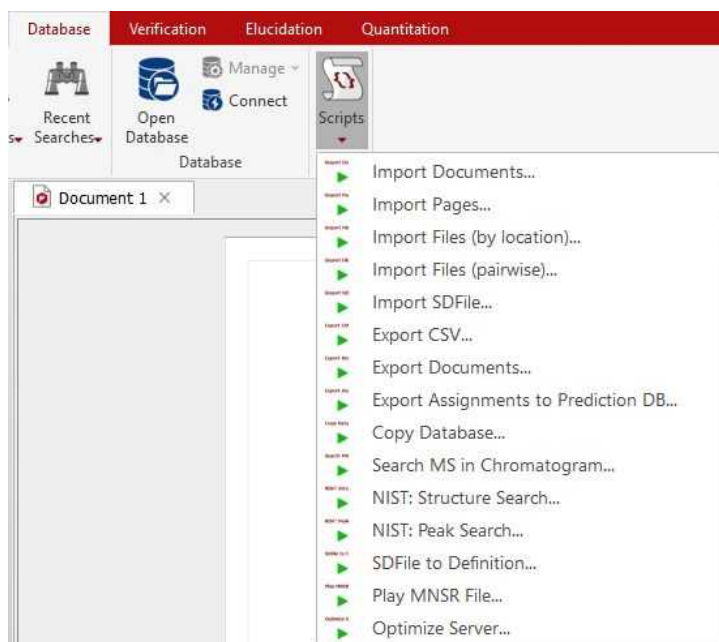 Database Verification Elucidation Quantitation
Manage
Connect
Recent
Searches
Open
Database
Scripts
Database
Document 1
Import Documents...
Import Pages...
Import Files (by location)...
Import Files (pairwise)...
Import SDFile...
Export CSV...
Export Documents...
Export Assignments to Prediction DB...
Copy Database...
Search MS in Chromatogram...
NIST: Structure Search...
NIST: Peak Search...
SDFile to Definition...
Play MNSR File...
Optimize Server...